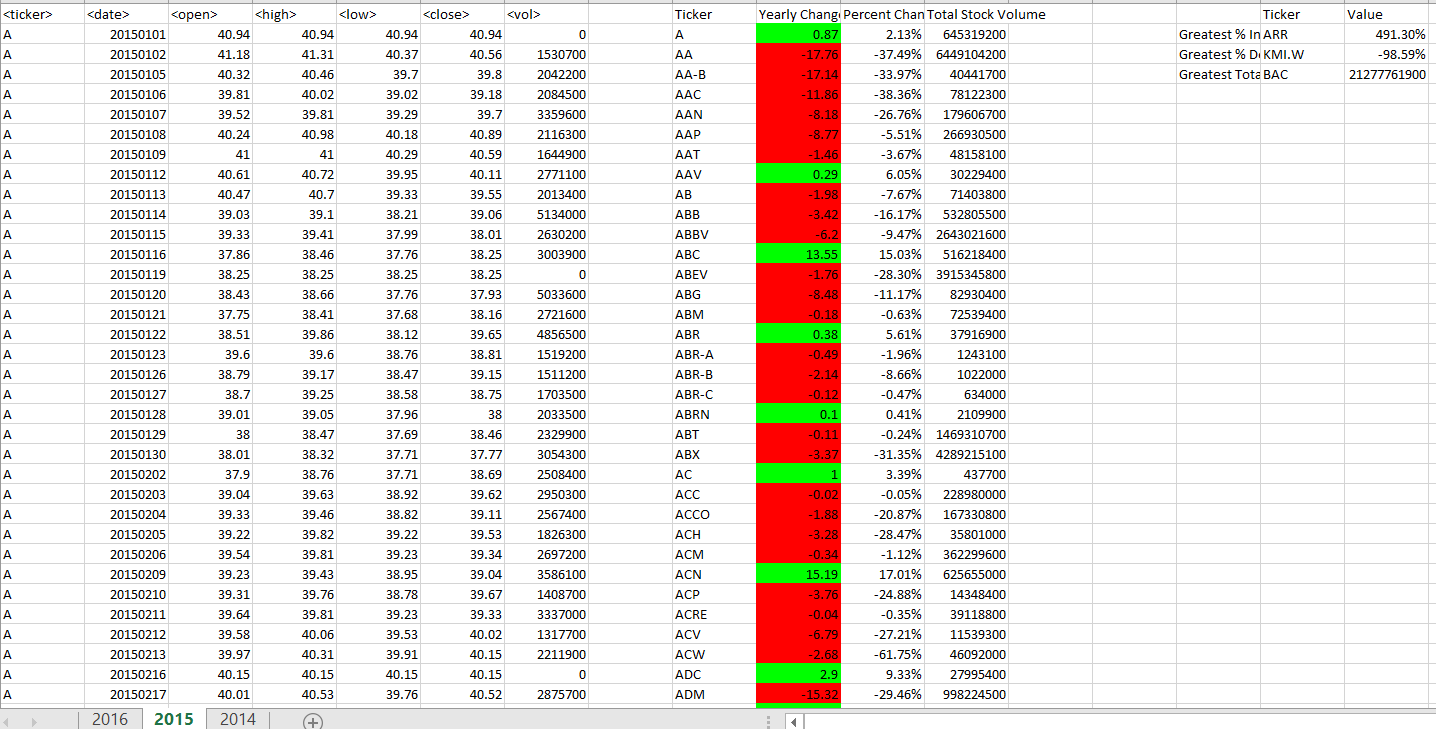 <ticker> <date> <open> <high> <low> <close> <vol> Ticker Yearly Chang Percent Chan Total Stock Volume Ticker Value
A 20150101 40.94 40.94 40.94 40.94 0 A 0.87 2.13% 645319200 Greatest % In ARR 491.30%
A 20150102 41.18 41.31 40.37 40.56 1530700 AA -17.76 -37.49% 6449104200 Greatest % De KMI.W -98.59%
A 20150105 40.32 40.46 39.7 39.8 2042200 AA-B -17.14 -33.97% 40441700 Greatest Tota BAC 21277761900
A 20150106 39.81 40.02 39.02 39.18 2084500 AAC -11.86 -38.36% 78122300
A 20150107 39.52 39.81 39.29 39.7 3359600 AAN -8.18 -26.76% 179606700
A 20150108 40.24 40.98 40.18 40.89 2116300 AAP -8.77 -5.51% 266930500
A 20150109 41 41 40.29 40.59 1644900 AAT -1.46 -3.67% 48158100
A 20150112 40.61 40.72 39.95 40.11 2771100 AAV 0.29 6.05% 30229400
A 20150113 40.47 40.7 39.33 39.55 2013400 AB -1.98 -7.67% 71403800
A 20150114 39.03 39.1 38.21 39.06 5134000 ABB -3.42 -16.17% 532805500
A 20150115 39.33 39.41 37.99 38.01 2630200 ABBV -6.2 -9.47% 2643021600
A 20150116 37.86 38.46 37.76 38.25 3003900 ABC 13.55 15.03% 516218400
A 20150119 38.25 38.25 38.25 38.25 0 ABEV -1.76 -28.30% 3915345800
A 20150120 38.43 38.66 37.76 37.93 5033600 ABG -8.48 -11.17% 82930400
A 20150121 37.75 38.41 37.68 38.16 2721600 ABM -0.18 -0.63% 72539400
A 20150122 38.51 39.86 38.12 39.65 4856500 ABR 0.38 5.61% 37916900
A 20150123 39.6 39.6 38.76 38.81 1519200 ABR-A -0.49 -1.96% 1243100
A 20150126 38.79 39.17 38.47 39.15 1511200 ABR-B -2.14 -8.66% 1022000
A 20150127 38.7 39.25 38.58 38.75 1703500 ABR-C -0.12 -0.47% 634000
A 20150128 39.01 39.05 37.96 38 2033500 ABRN 0.1 0.41% 2109900
A 20150129 38 38.47 37.69 38.46 2329900 ABT -0.11 -0.24% 1469310700
A 20150130 38.01 38.32 37.71 37.77 3054300 ABX -3.37 -31.35% 4289215100
A 20150202 37.9 38.76 37.71 38.69 2508400 AC 1 3.39% 437700
A 20150203 39.04 39.63 38.92 39.62 2950300 ACC -0.02 -0.05% 228980000
A 20150204 39.33 39.46 38.82 39.11 2567400 ACCO -1.88 -20.87% 167330800
A 20150205 39.22 39.82 39.22 39.53 1826300 ACH -3.28 -28.47% 35801000
A 20150206 39.54 39.81 39.23 39.34 2697200 ACM -0.34 -1.12% 362299600
A 20150209 39.23 39.43 38.95 39.04 3586100 ACN 15.19 17.01% 625655000
A 20150210 39.31 39.76 38.78 39.67 1408700 ACP -3.76 -24.88% 14348400
A 20150211 39.64 39.81 39.23 39.33 3337000 ACRE -0.04 -0.35% 39118800
A 20150212 39.58 40.06 39.53 40.02 1317700 ACV -6.79 -27.21% 11539300
A 20150213 39.97 40.31 39.91 40.15 2211900 ACW -2.68 -61.75% 46092000
A 20150216 40.15 40.15 40.15 40.15 0 ADC 2.9 9.33% 27995400
A 20150217 40.01 40.53 39.76 40.52 2875700 ADM -15.32 -29.46% 998224500
2016 2015 2014